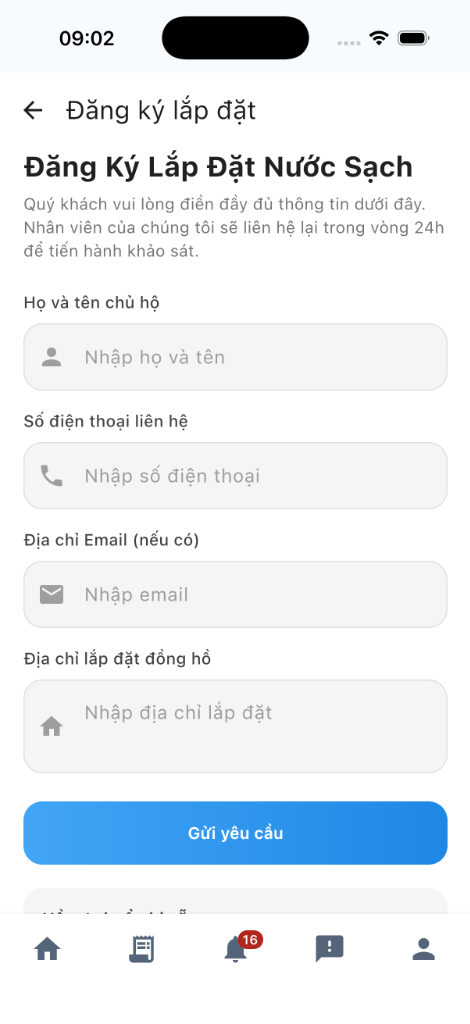 09:02
Đăng ký lắp đặt
Đăng Ký Lắp Đặt Nước Sạch
Quý khách vui lòng điền đầy đủ thông tin dưới đây.
Nhân viên của chúng tôi sẽ liên hệ lại trong vòng 24h
để tiến hành khảo sát.
Họ và tên chủ hộ
Nhập họ và tên
Số điện thoại liên hệ
Nhập số điện thoại
Địa chỉ Email (nếu có)
Nhập email
Địa chỉ lắp đặt đồng hồ
Nhập địa chỉ lắp đặt
Gửi yêu cầu
16